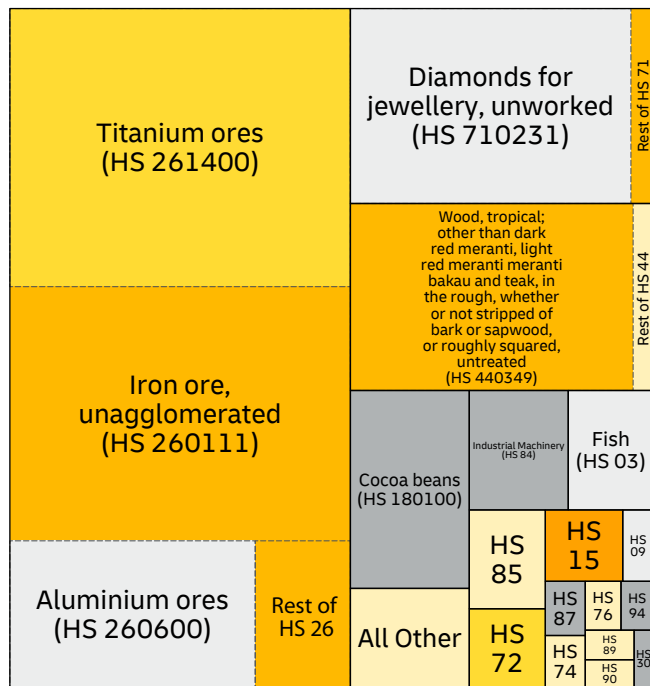 Titanium ores
(HS 261400)
Iron ore,
unagglomerated
(HS 260111)
Aluminium ores
(HS 260600)
Rest of
HS 26
Diamonds for
jewellery, unworked
(HS 710231)
Rest of HS 71
Wood, tropical;
other than dark
red meranti, light
red meranti meranti
bakau and teak, in
the rough, whether
or not stripped of
bark or sapwood,
or roughly squared,
untreated
(HS 440349)
Rest of HS 44
Cocoa beans
(HS 180100)
All Other
Industrial Machinery
(HS 84)
Fish
(HS 03)
HS
85
HS
72
HS
15
HS
09
HS
87
HS
76
HS
94
HS
74
HS
89
HS
90
HS
30